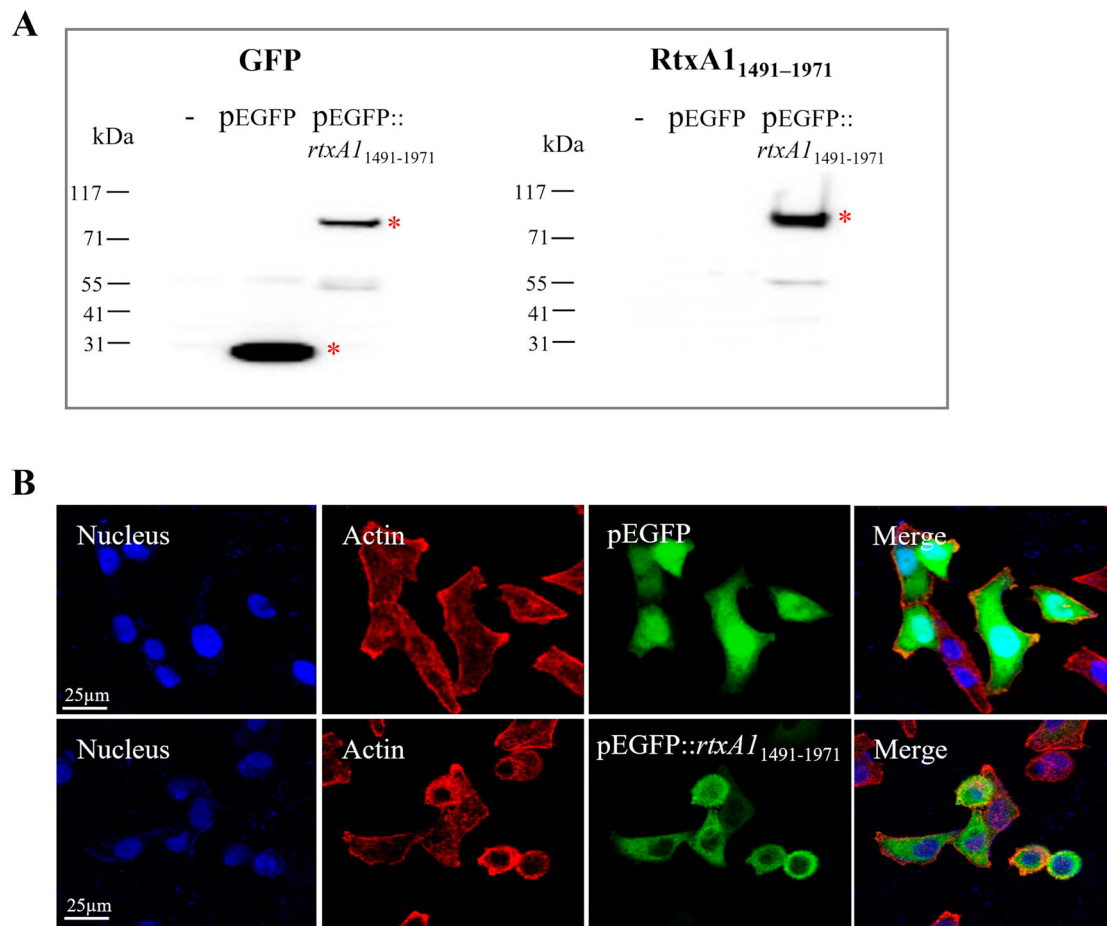 A
GFP
RtxA1₁₄₉₁₋₁₉₇₁
- pEGFP pEGFP::
rtxA1₁₄₉₁₋₁₉₇₁
kDa
117
71
55
41
31
*
*
- pEGFP pEGFP::
rtxA1₁₄₉₁₋₁₉₇₁
kDa
117
71
55
41
31
*
B
Nucleus
Actin
pEGFP
Merge
25µm
Nucleus
Actin
pEGFP::rtxA1₁₄₉₁₋₁₉₇₁
Merge
25µm